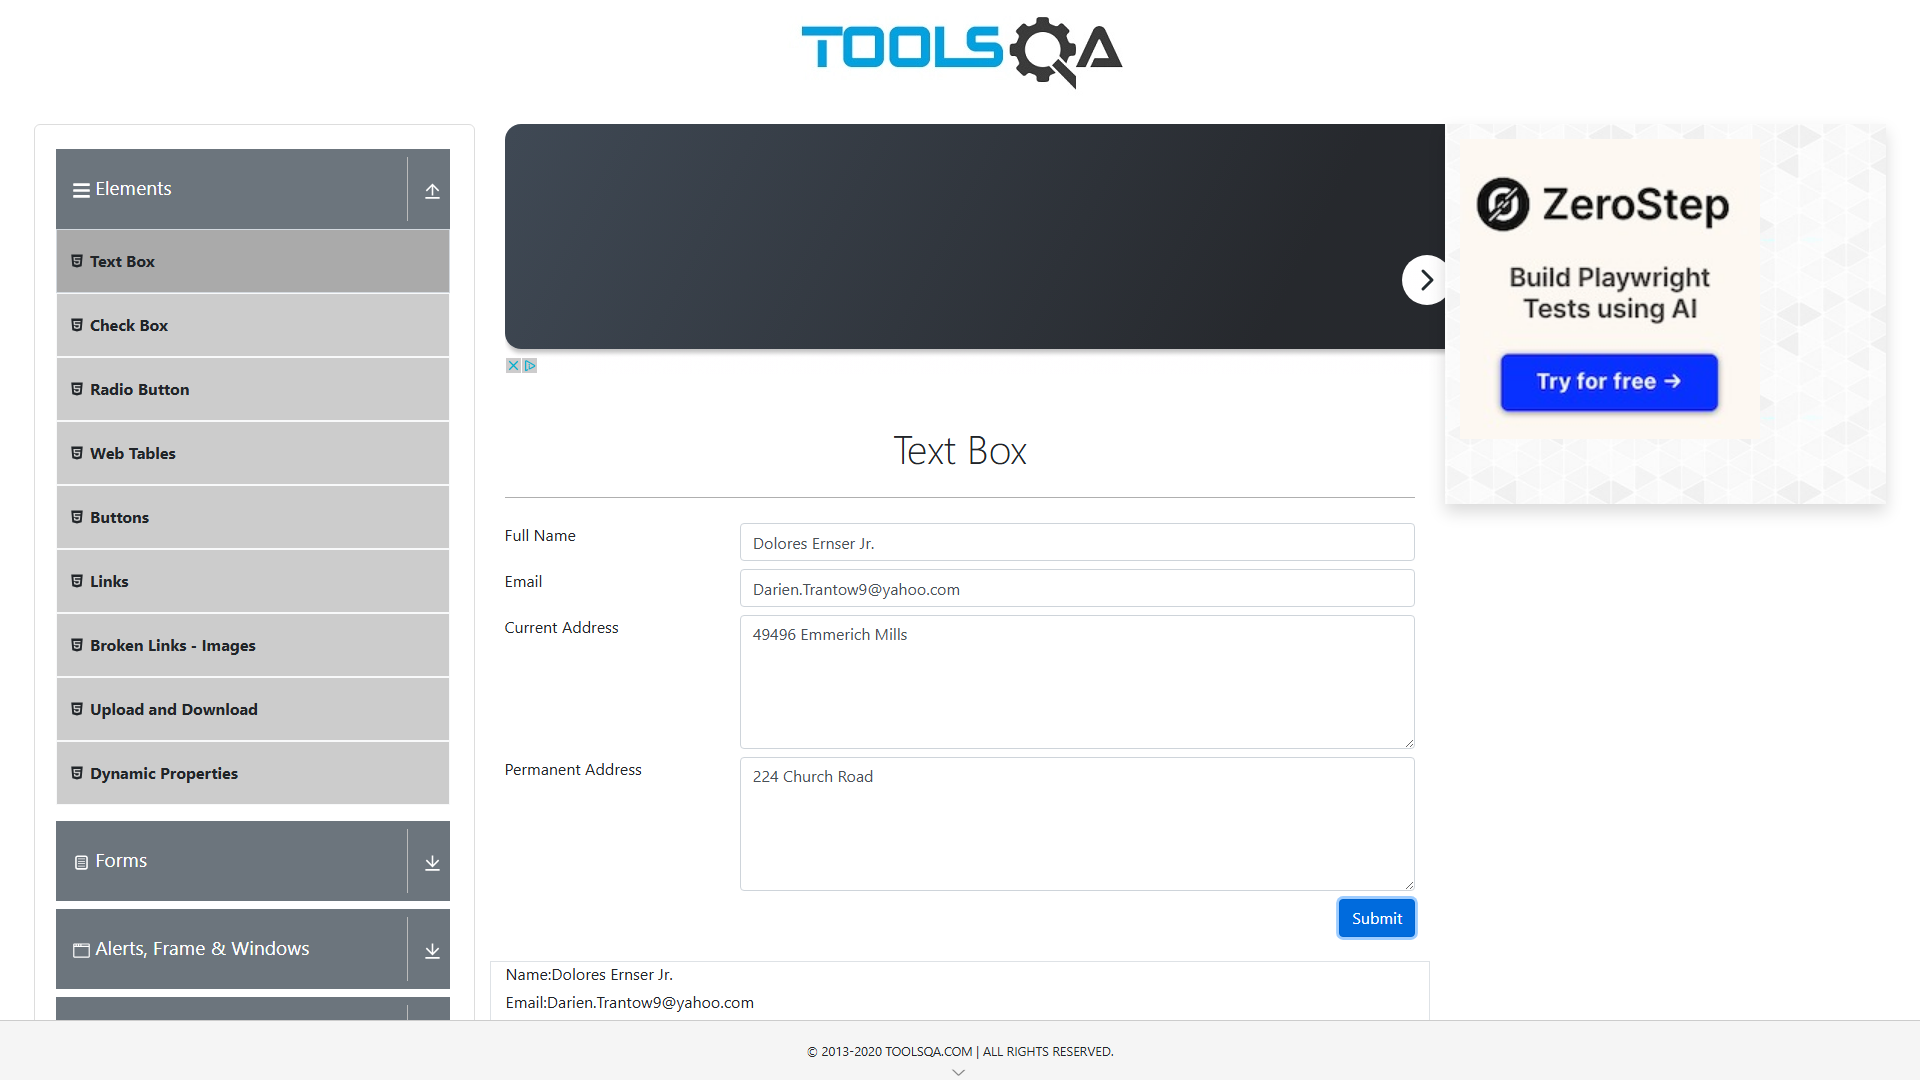 TOOLSQA
Elements
Text Box
Check Box
Radio Button
Web Tables
Buttons
Links
Broken Links - Images
Upload and Download
Dynamic Properties
Forms
Alerts, Frame & Windows
ZeroStep
Build Playwright
Tests using AI
Try for free →
Text Box
Full Name
Dolores Ernser Jr.
Email
Darien.Trantow9@yahoo.com
Current Address
49496 Emmerich Mills
Permanent Address
224 Church Road
Submit
Name:Dolores Ernser Jr.
Email:Darien.Trantow9@yahoo.com
© 2013-2020 TOOLSQA.COM | ALL RIGHTS RESERVED.